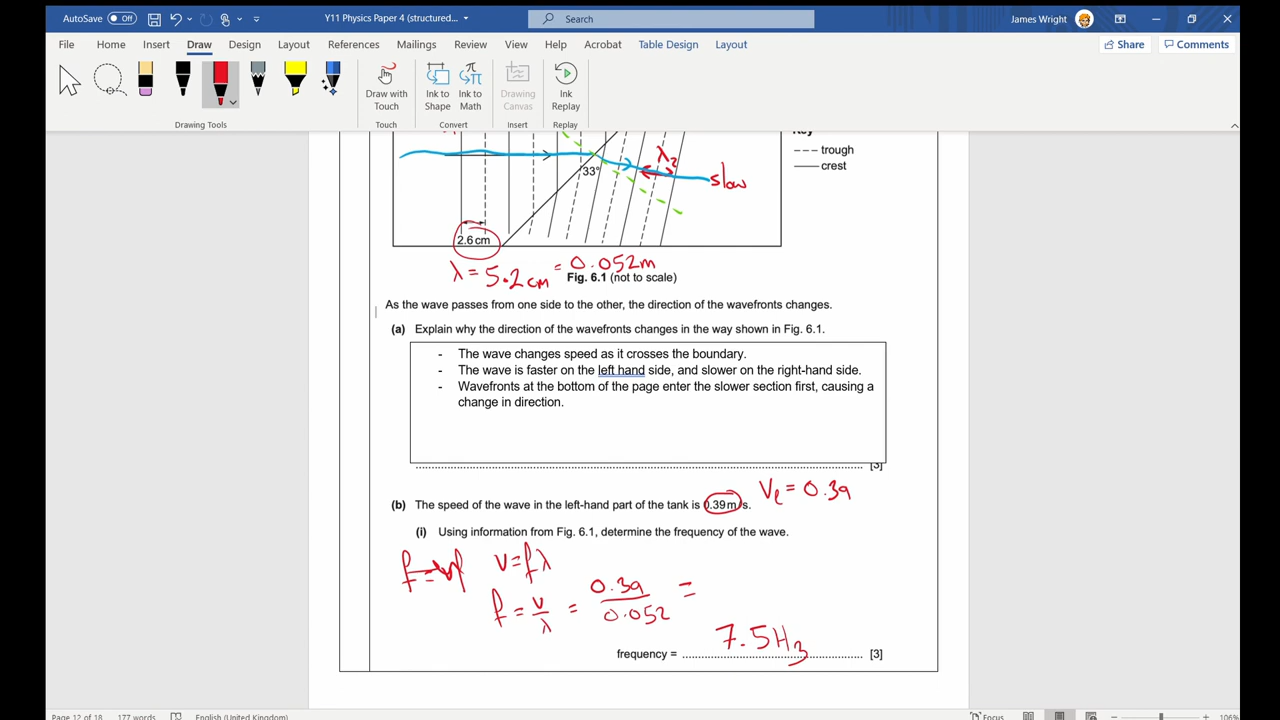 AutoSave Off Y11 Physics Paper 4 (structured... Search James Wright
File Home Insert Draw Design Layout References Mailings Review View Help Acrobat Table Design Layout Share Comments
Draw with Touch
Ink to Shape
Ink to Math
Drawing Canvas
Ink Replay
Drawing Tools Touch Convert Insert Replay
trough
crest
λ₂
33°
slow
2.6 cm
λ = 5.2 cm = 0.052m
Fig. 6.1 (not to scale)
As the wave passes from one side to the other, the direction of the wavefronts changes.
(a) Explain why the direction of the wavefronts changes in the way shown in Fig. 6.1.
- The wave changes speed as it crosses the boundary.
- The wave is faster on the left hand side, and slower on the right-hand side.
- Wavefronts at the bottom of the page enter the slower section first, causing a
change in direction.
[3]
V = 0.39
(b) The speed of the wave in the left-hand part of the tank is 0.39 m/s.
(i) Using information from Fig. 6.1, determine the frequency of the wave.
v = fλ
f = v/λ = 0.39/0.052 =
7.5Hz
frequency = ............................................... [3]
Page 12 of 18 177 words English (United Kingdom) Focus 106%